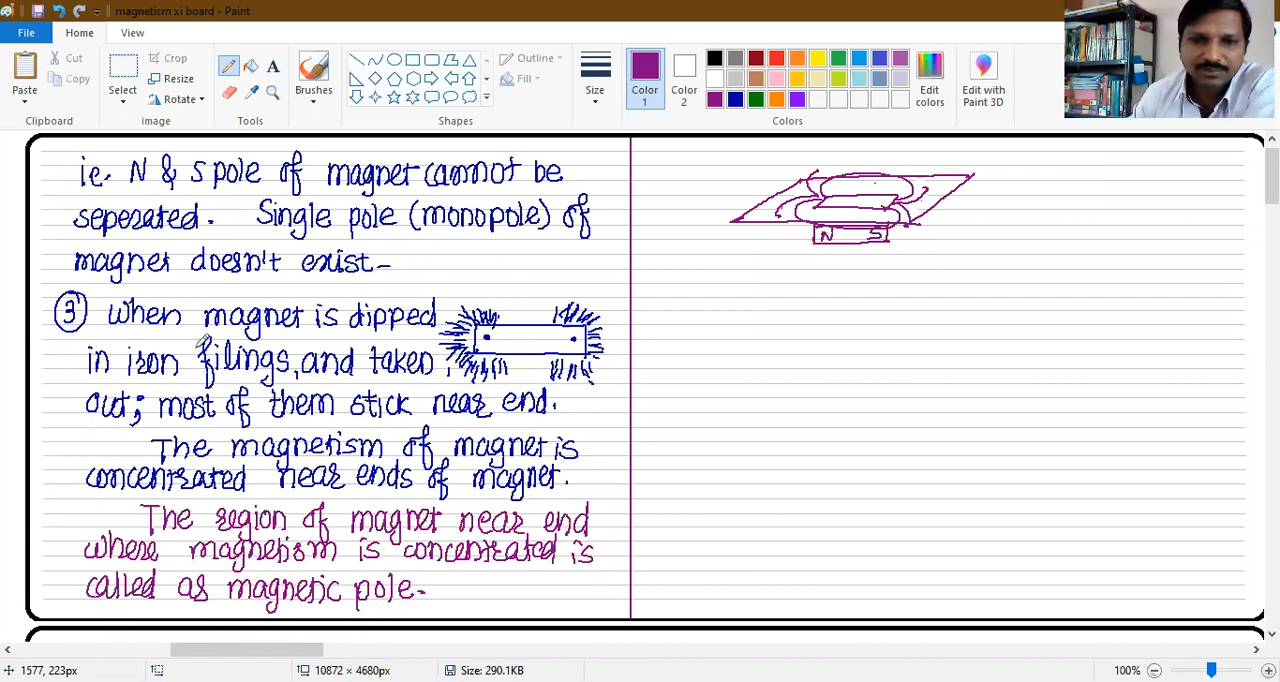 magnetism xi board - Paint
File
Home
View
Paste
Cut
Copy
Clipboard
Select
Crop
Resize
Rotate
Image
A
Tools
Brushes
Shapes
Outline
Fill
Size
Color 1
Color 2
Edit colors
Edit with Paint 3D
Colors
ie. N & S pole of magnet cannot be
seperated. Single pole (monopole) of
magnet doesn't exist-
③ When magnet is dipped
in iron filings, and taken
out; most of them stick near end.
The magnetism of magnet is
concentrated near ends of magnet.
The region of magnet near end
where magnetism is concentrated is
called as magnetic pole-
N S
1577, 223px
10872 × 4680px
Size: 290.1KB
100%